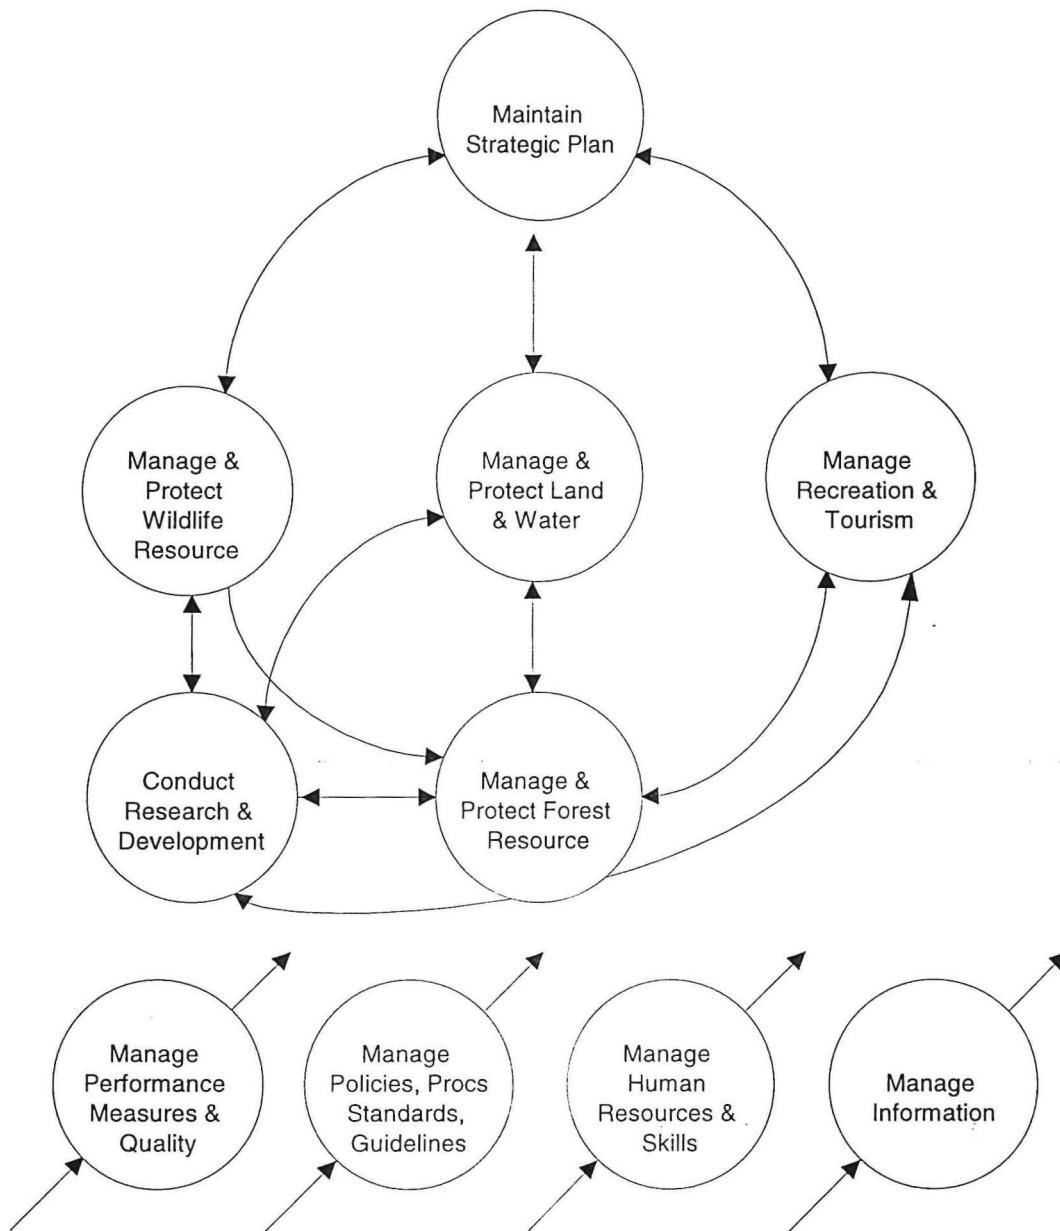 Maintain
Strategic Plan
Manage &
Protect
Wildlife
Resource
Manage &
Protect Land
& Water
Manage
Recreation &
Tourism
Conduct
Research &
Development
Manage &
Protect Forest
Resource
Manage
Performance
Measures &
Quality
Manage
Policies, Procs
Standards,
Guidelines
Manage
Human
Resources &
Skills
Manage
Information